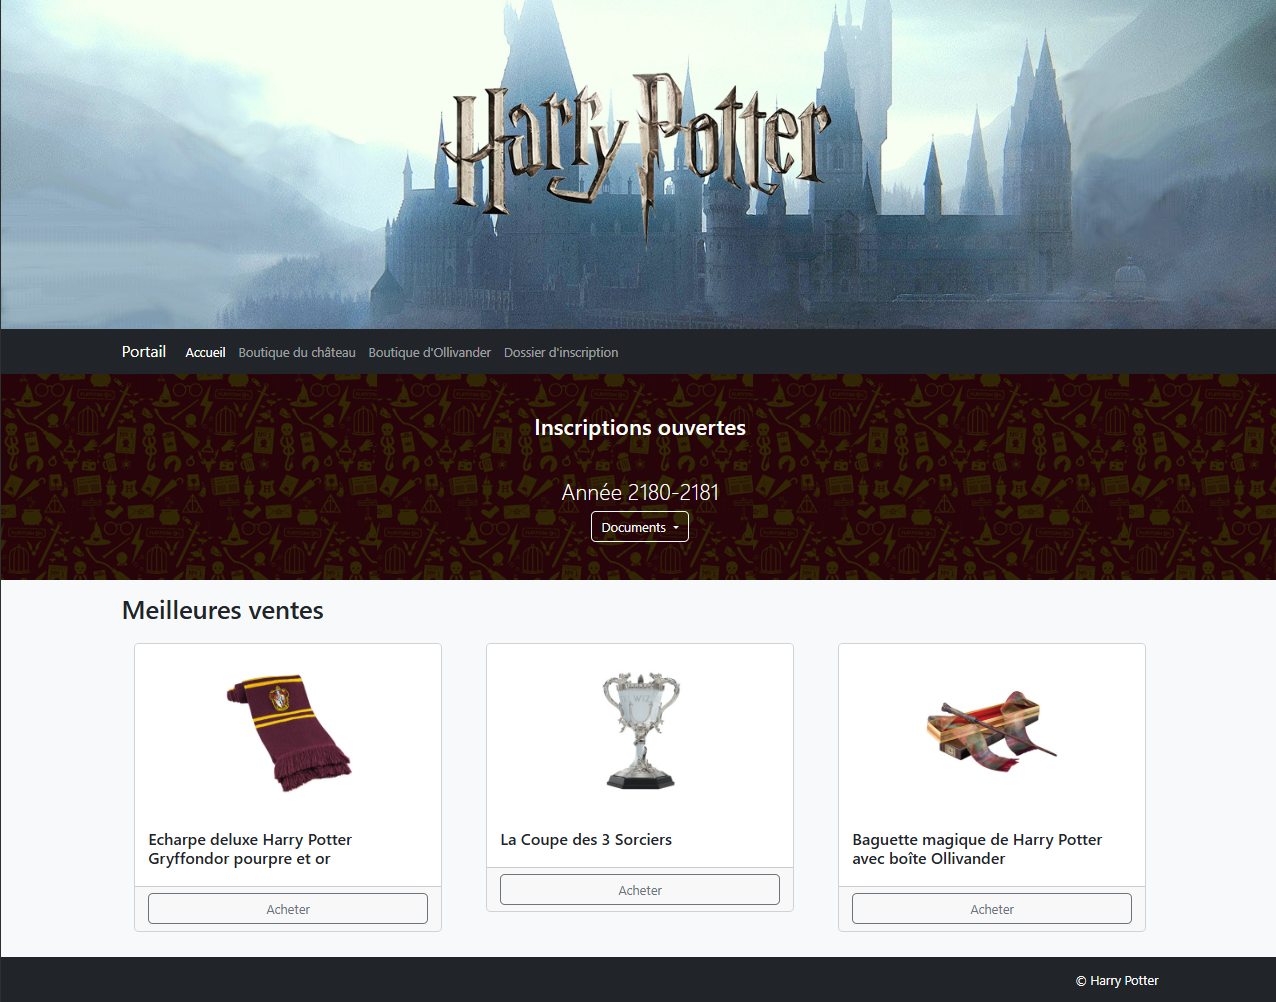 Harry Potter
Portail Accueil Boutique du château Boutique d'Ollivander Dossier d'inscription
Inscriptions ouvertes
Année 2180-2181
Documents
Meilleures ventes
WIZ
Echarpe deluxe Harry Potter
Gryffondor pourpre et or
Acheter
La Coupe des 3 Sorciers
Acheter
Baguette magique de Harry Potter
avec boîte Ollivander
Acheter
© Harry Potter